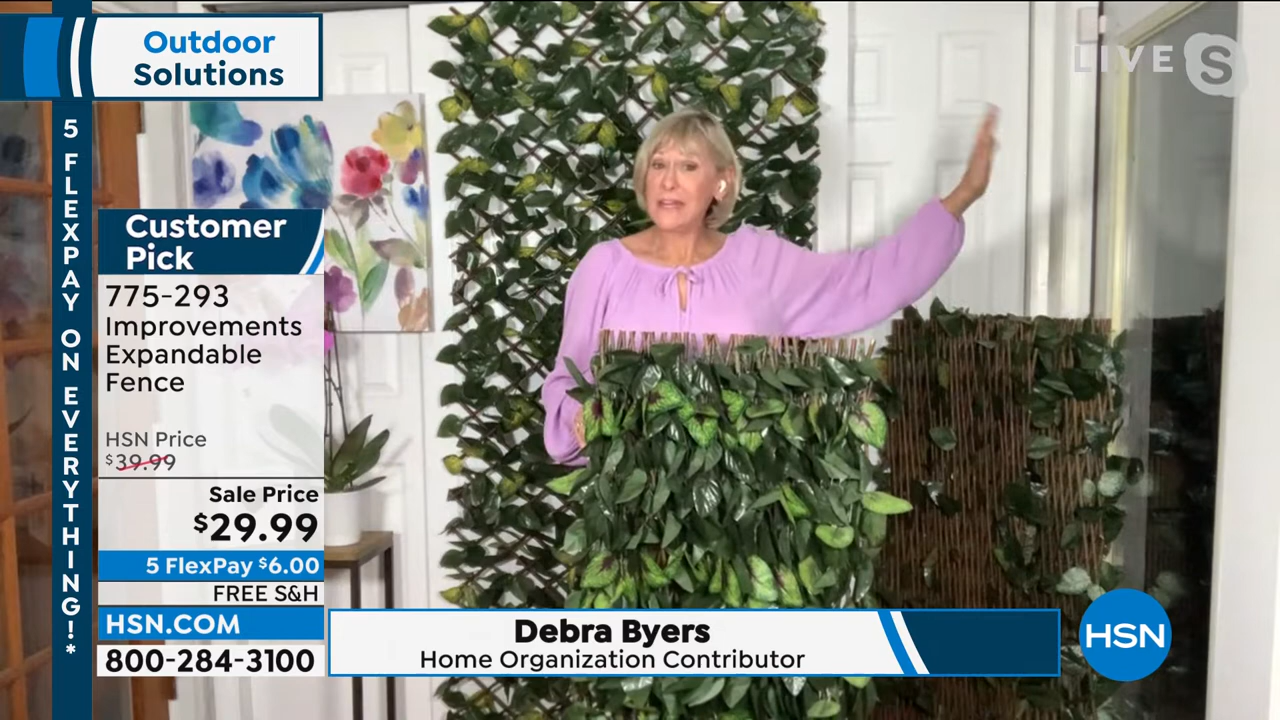 Outdoor
Solutions
LIVE S
5 FLEXPAY ON EVERYTHING!*
Customer
Pick
775-293
Improvements
Expandable
Fence
HSN Price
$39.99
Sale Price
$29.99
5 FlexPay $6.00
FREE S&H
HSN.COM
800-284-3100
Debra Byers
Home Organization Contributor
HSN